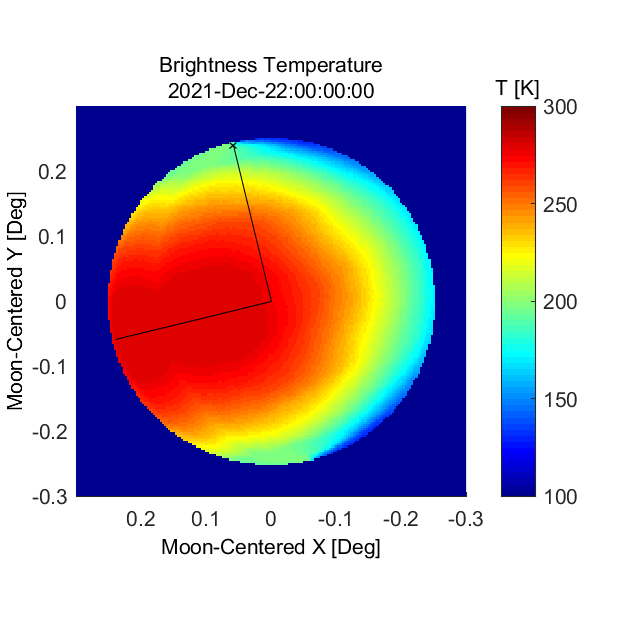 Brightness Temperature
2021-Dec-22:00:00:00
T [K]
300
250
200
150
100
Moon-Centered Y [Deg]
0.2
0.1
0
-0.1
-0.2
-0.3
0.2 0.1 0 -0.1 -0.2 -0.3
Moon-Centered X [Deg]